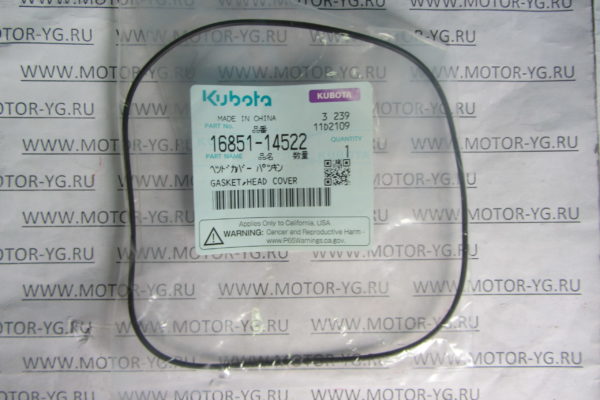 Kubota
KUBOTA
MADE IN CHINA
3 239
PART No.
品番
11D2109
16851-14522
QUANTITY
1
PART NAME 品名 数量
ヘッドカバー パッキン
GASKET,HEAD COVER
Applies Only to California, USA.
WARNING: Cancer and Reproductive Harm -
www.P65Warnings.ca.gov.
WWW.MOTOR-YG.RU